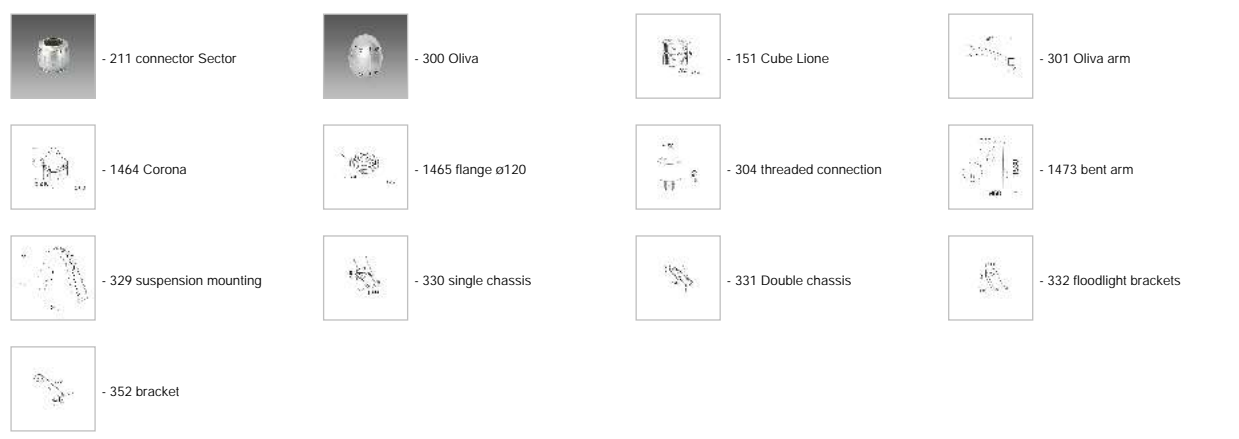 - 211 connector Sector
- 300 Oliva
- 151 Cube Lione
- 301 Oliva arm
- 1464 Corona
- 1465 flange ø120
- 304 threaded connection
- 1473 bent arm
- 329 suspension mounting
- 330 single chassis
- 331 Double chassis
- 332 floodlight brackets
- 352 bracket